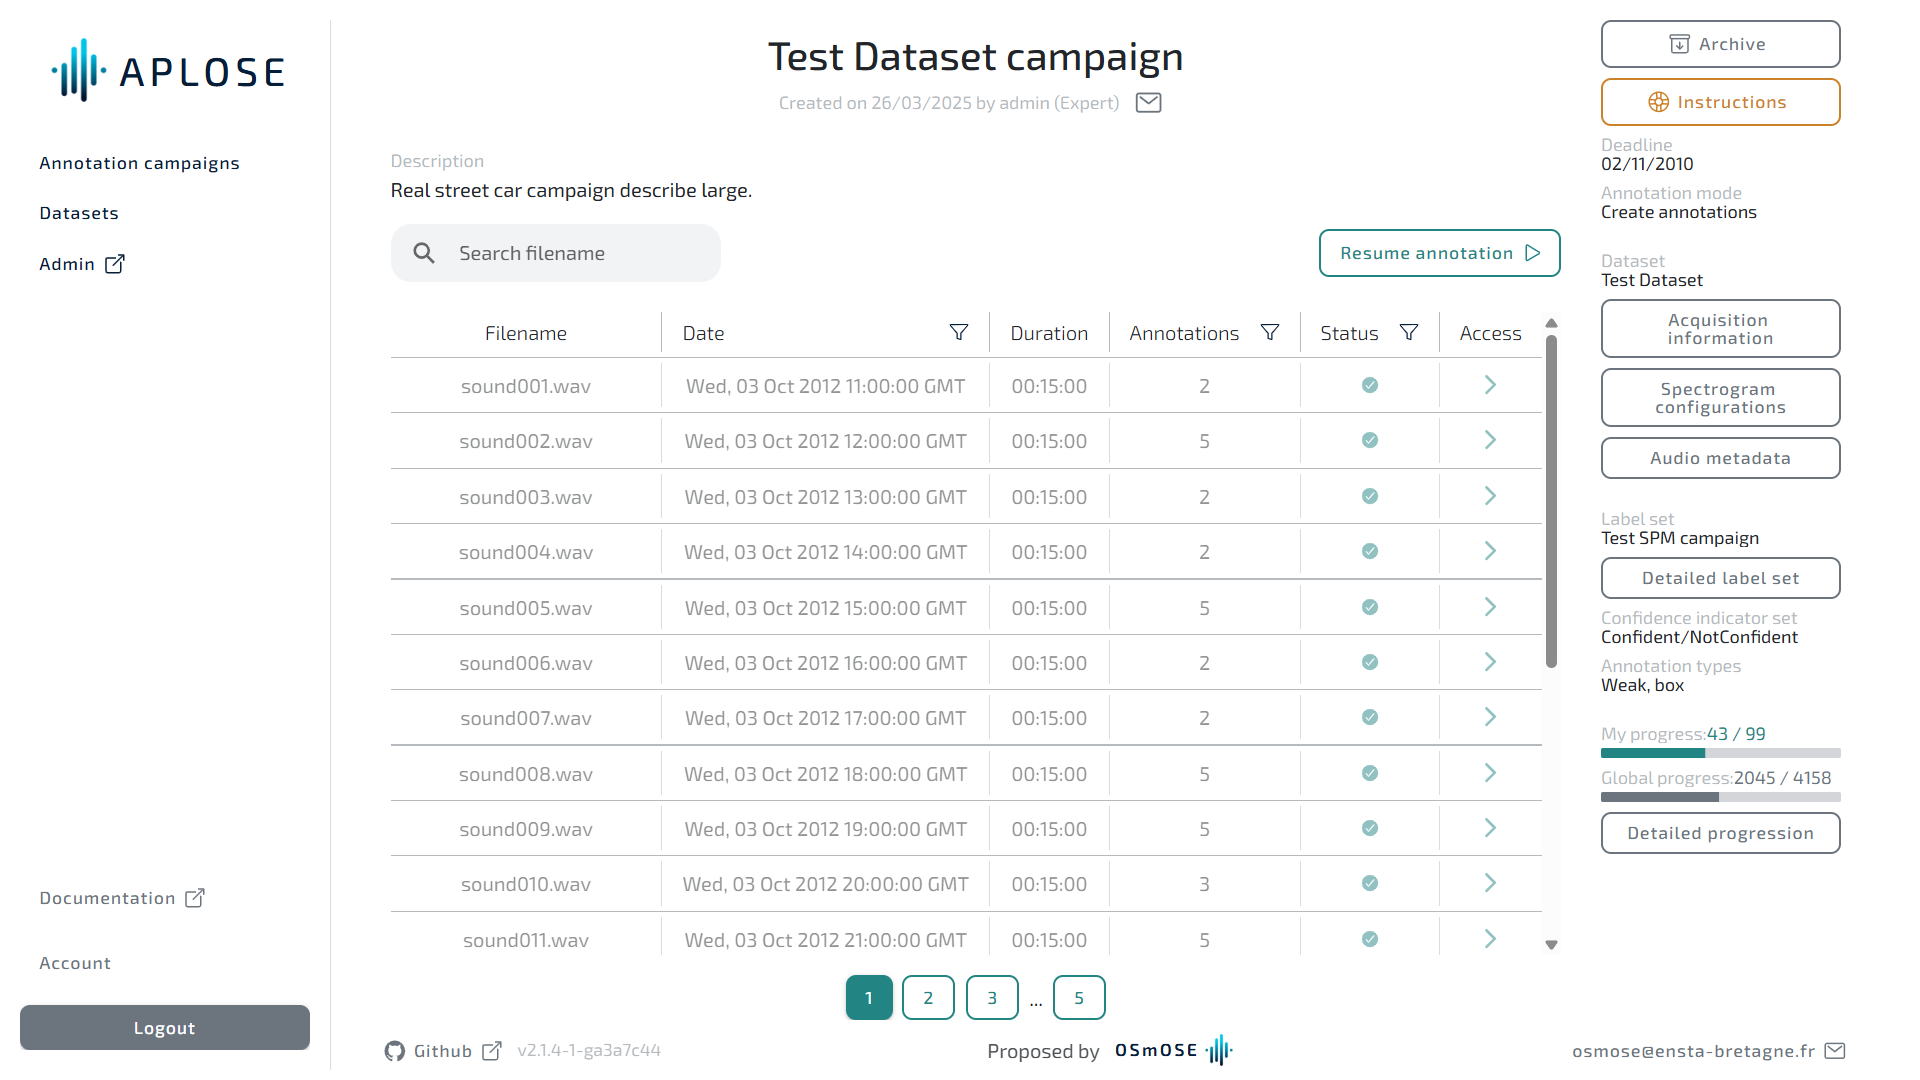 APLOSE
Annotation campaigns
Datasets
Admin
Documentation
Account
Logout
Test Dataset campaign
Created on 26/03/2025 by admin (Expert)
Description
Real street car campaign describe large.
Search filename
Resume annotation
Filename Date Duration Annotations Status Access
sound001.wav Wed, 03 Oct 2012 11:00:00 GMT 00:15:00 2
sound002.wav Wed, 03 Oct 2012 12:00:00 GMT 00:15:00 5
sound003.wav Wed, 03 Oct 2012 13:00:00 GMT 00:15:00 2
sound004.wav Wed, 03 Oct 2012 14:00:00 GMT 00:15:00 2
sound005.wav Wed, 03 Oct 2012 15:00:00 GMT 00:15:00 5
sound006.wav Wed, 03 Oct 2012 16:00:00 GMT 00:15:00 2
sound007.wav Wed, 03 Oct 2012 17:00:00 GMT 00:15:00 2
sound008.wav Wed, 03 Oct 2012 18:00:00 GMT 00:15:00 5
sound009.wav Wed, 03 Oct 2012 19:00:00 GMT 00:15:00 5
sound010.wav Wed, 03 Oct 2012 20:00:00 GMT 00:15:00 3
sound011.wav Wed, 03 Oct 2012 21:00:00 GMT 00:15:00 5
1 2 3 ... 5
Archive
Instructions
Deadline
02/11/2010
Annotation mode
Create annotations
Dataset
Test Dataset
Acquisition
information
Spectrogram
configurations
Audio metadata
Label set
Test SPM campaign
Detailed label set
Confidence indicator set
Confident/NotConfident
Annotation types
Weak, box
My progress:43 / 99
Global progress:2045 / 4158
Detailed progression
Github v2.1.4-1-ga3a7c44
Proposed by OSmOSE
osmose@ensta-bretagne.fr